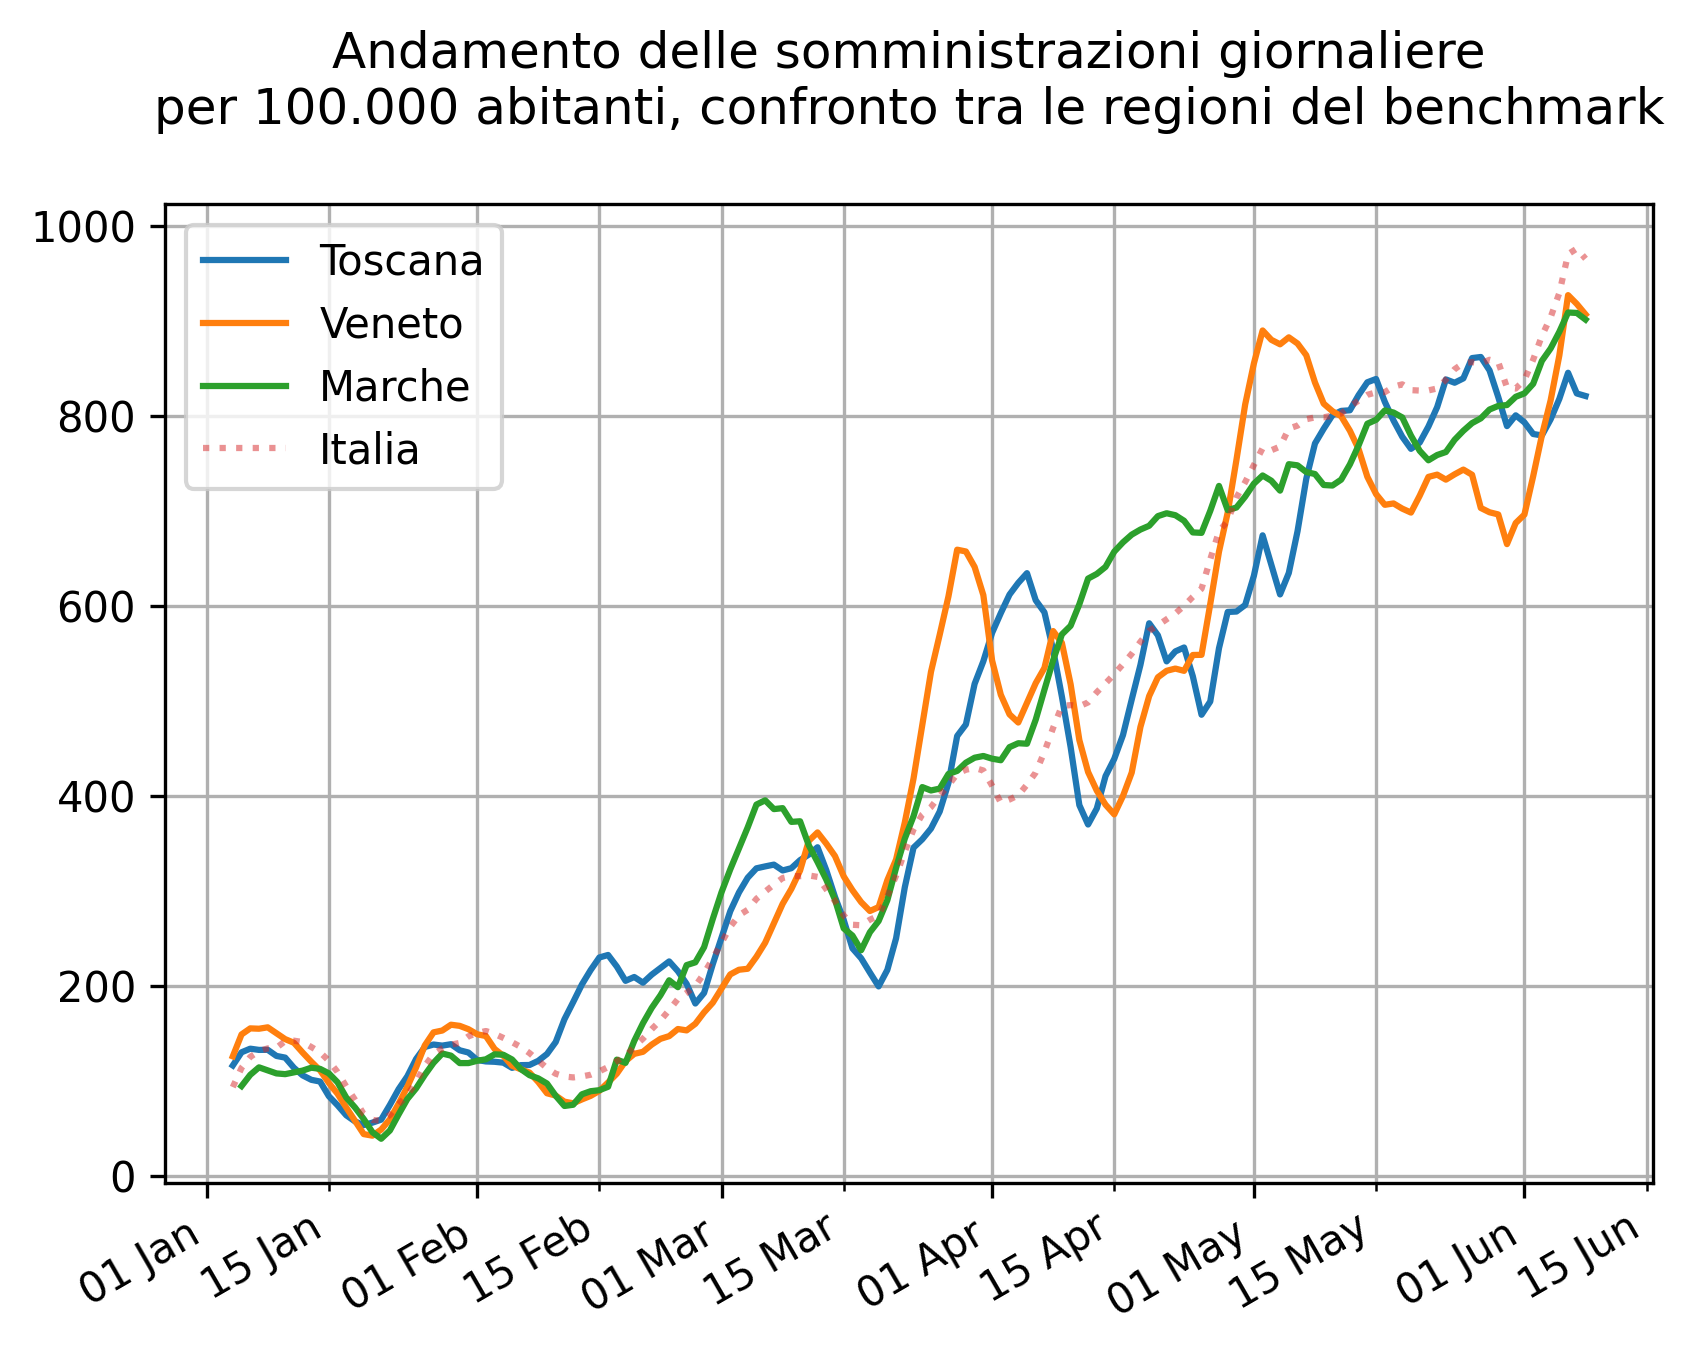 Andamento delle somministrazioni giornaliere
per 100.000 abitanti, confronto tra le regioni del benchmark
1000
800
600
400
200
0
Toscana
Veneto
Marche
Italia
01 Jan
15 Jan
01 Feb
15 Feb
01 Mar
15 Mar
01 Apr
15 Apr
01 May
15 May
01 Jun
15 Jun